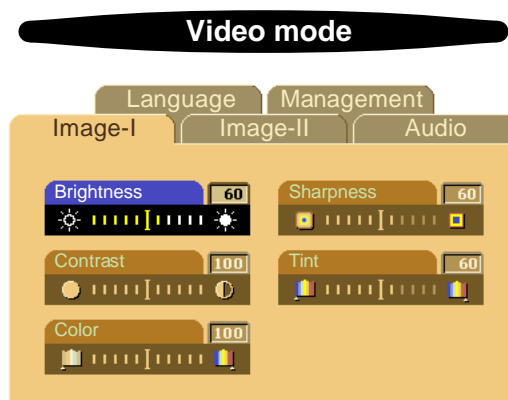 Video mode
Language Management
Image-I Image-II Audio
Brightness 60 Sharpness 60
Contrast 100 Tint 60
Color 100